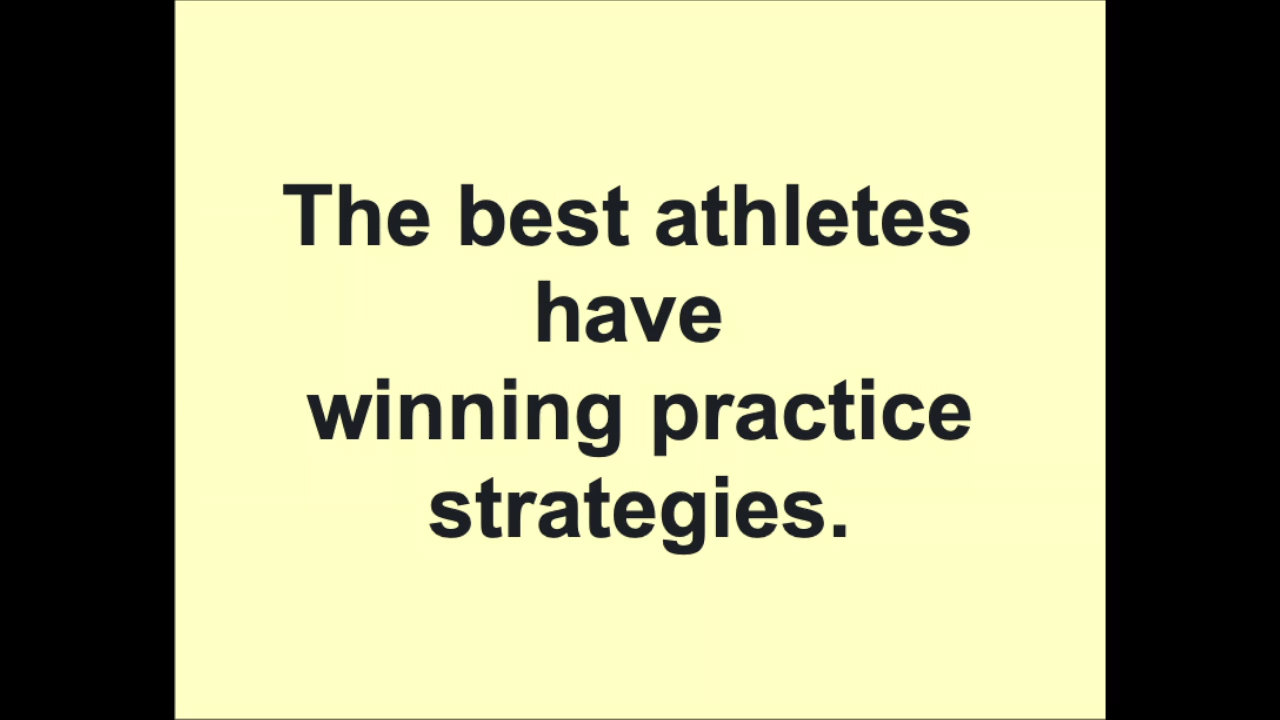 The best athletes
have
winning practice
strategies.